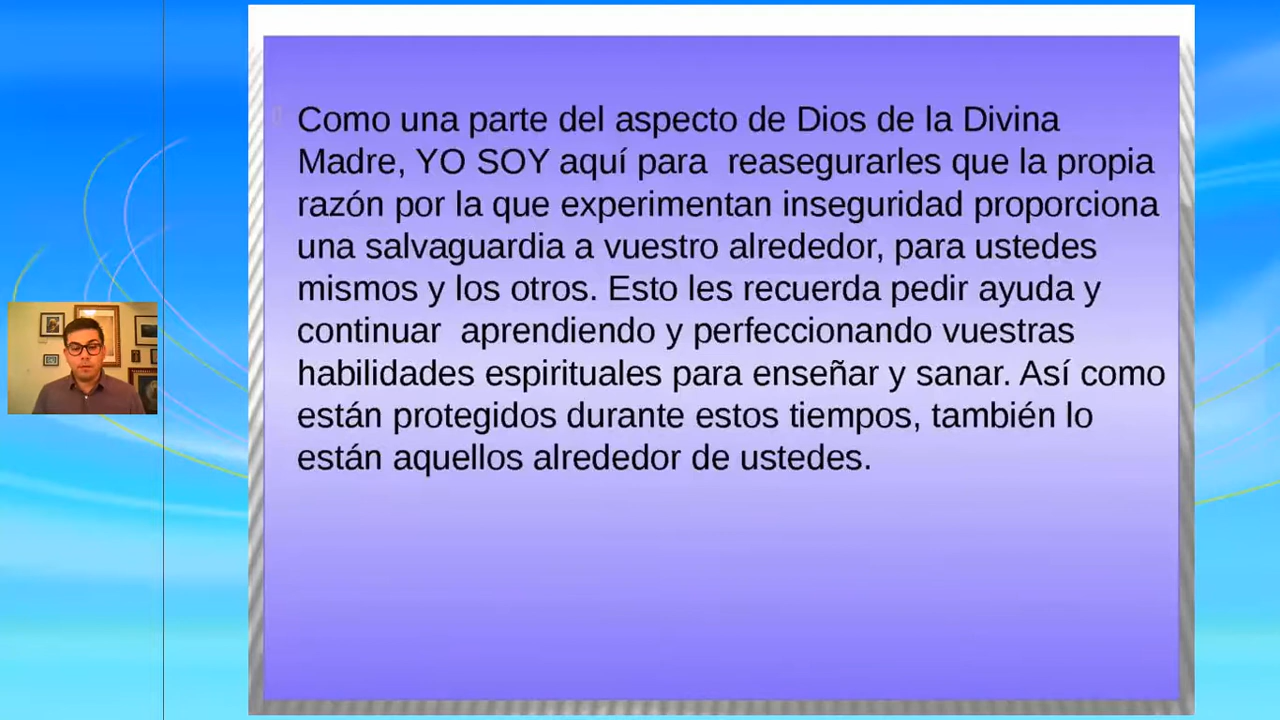 Como una parte del aspecto de Dios de la Divina
Madre, YO SOY aquí para  reasegurarles que la propia
razón por la que experimentan inseguridad proporciona
una salvaguardia a vuestro alrededor, para ustedes
mismos y los otros. Esto les recuerda pedir ayuda y
continuar  aprendiendo y perfeccionando vuestras
habilidades espirituales para enseñar y sanar. Así como
están protegidos durante estos tiempos, también lo
están aquellos alrededor de ustedes.